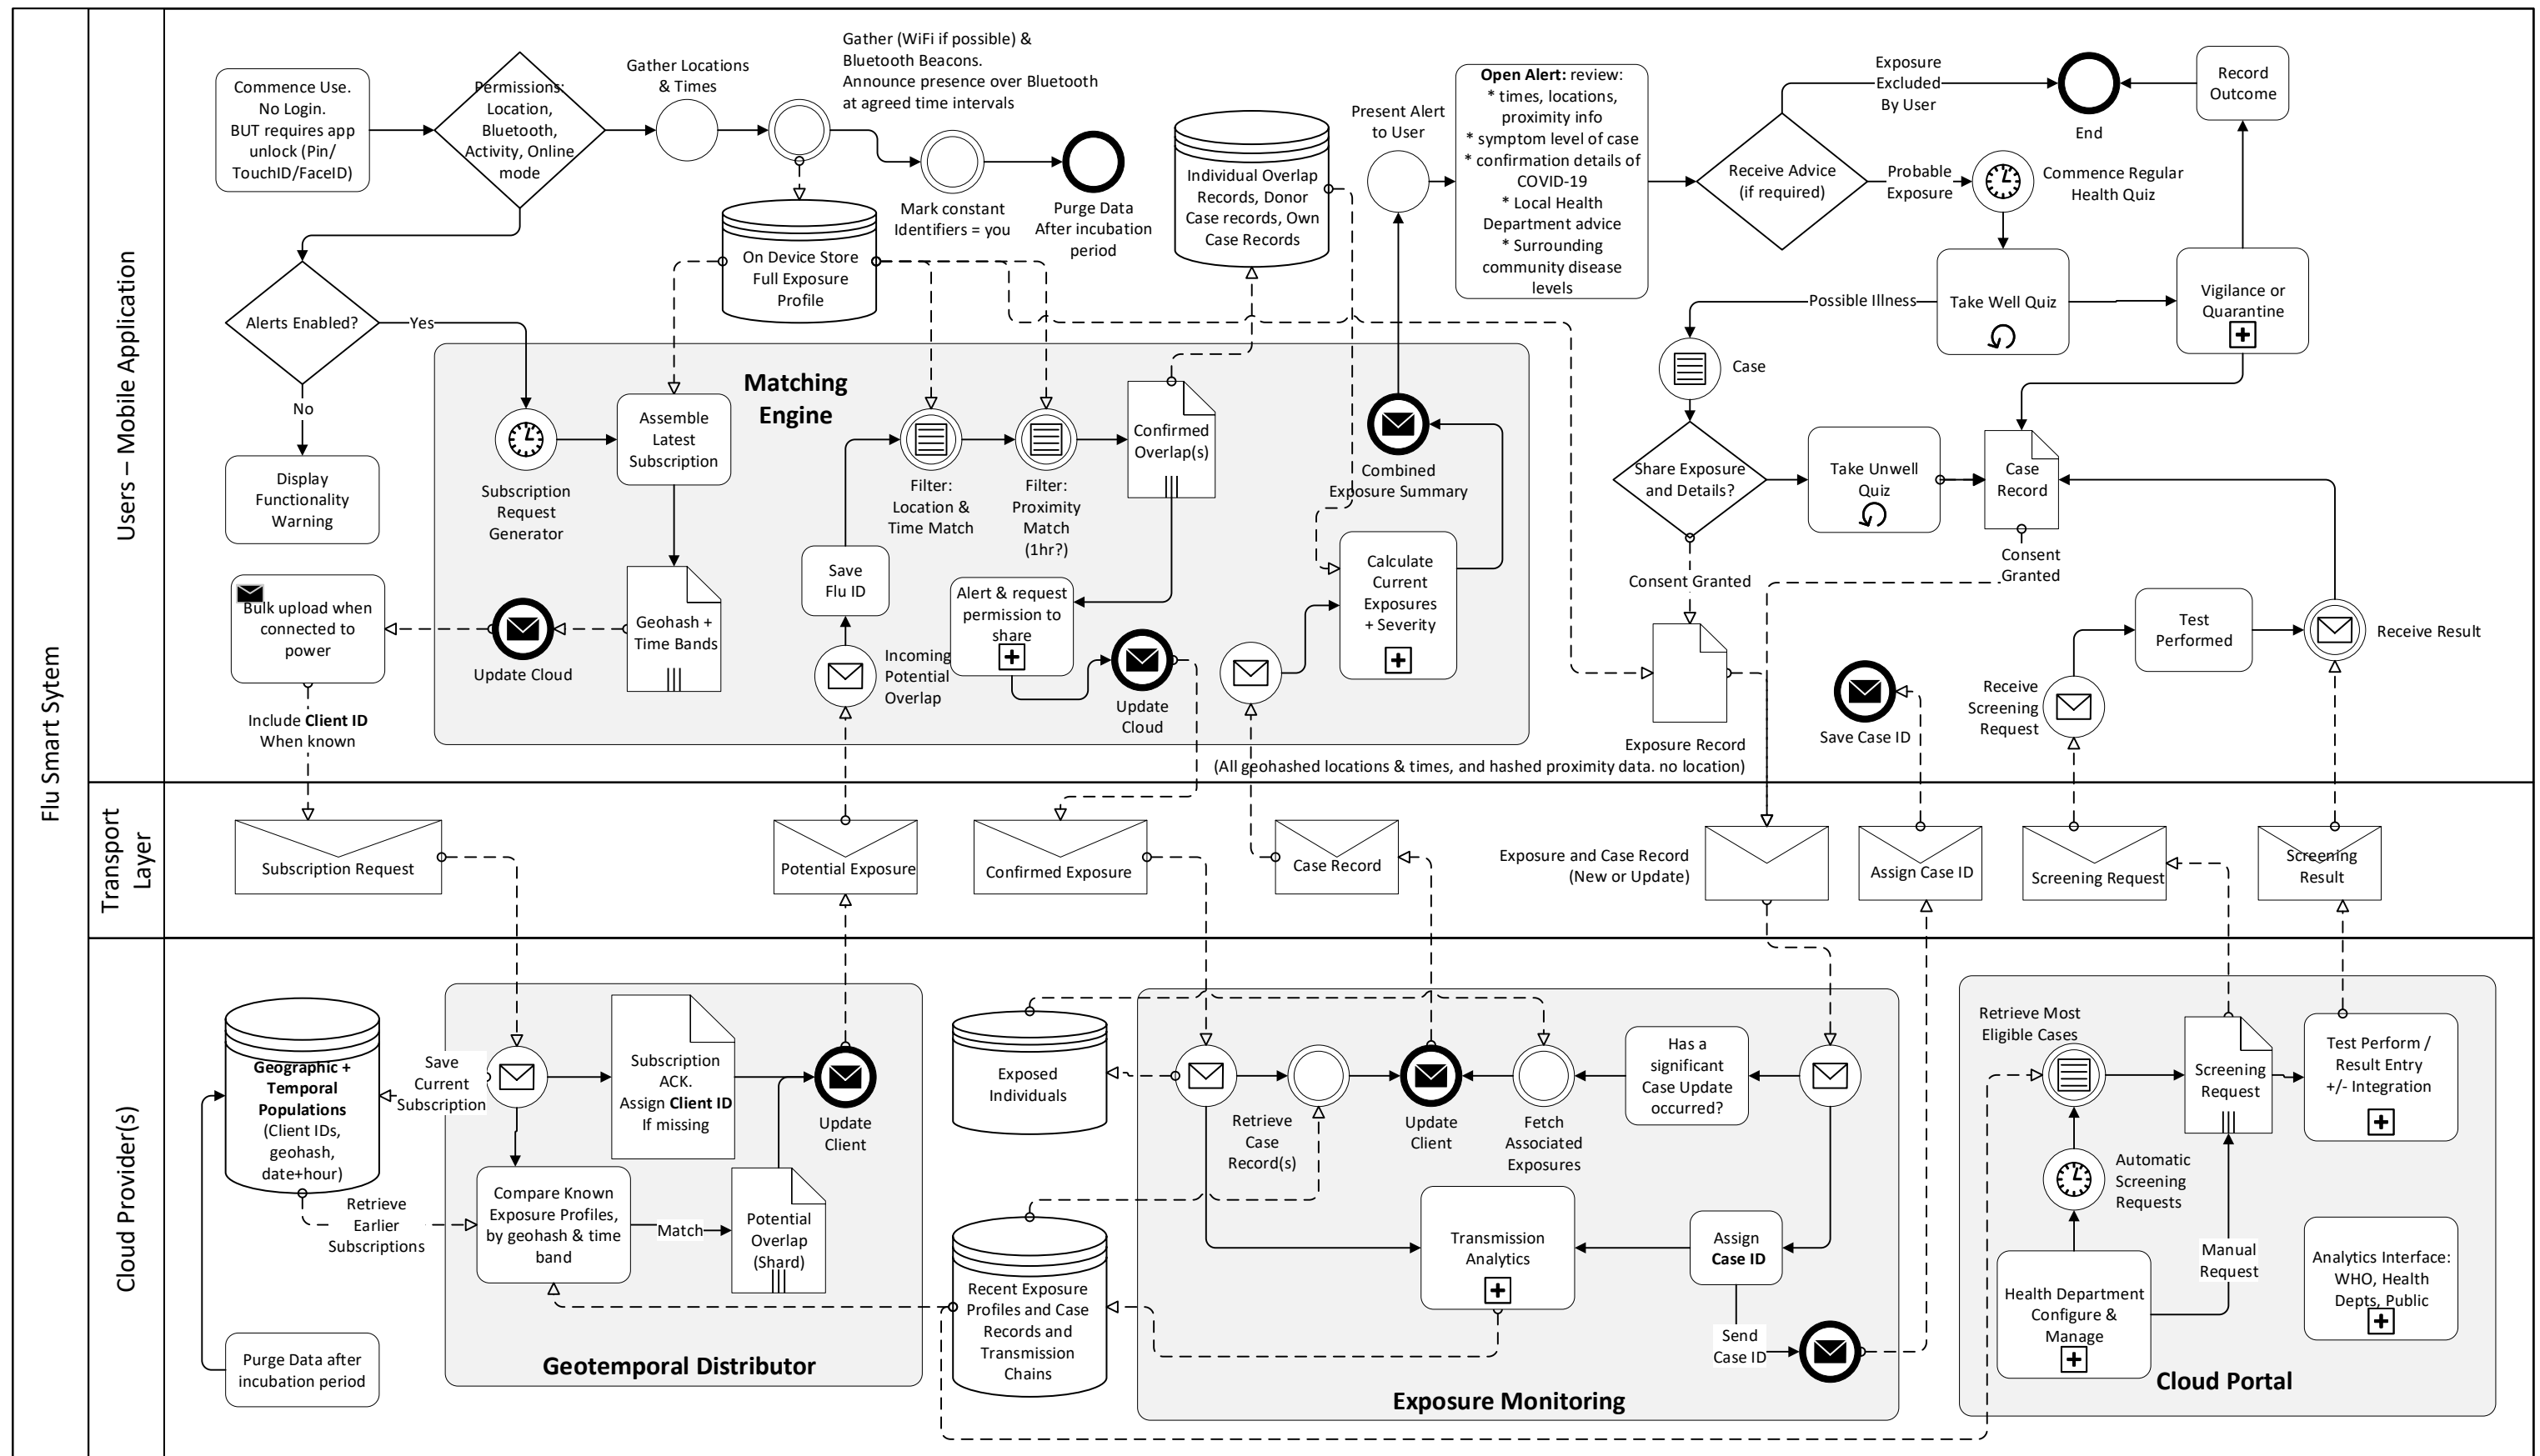 Flu Smart Sytem
Users – Mobile Application
Commence Use.
No Login.
BUT requires app
unlock (Pin/
TouchID/FaceID)
Permissions:
Location,
Bluetooth,
Activity, Online
mode
Gather Locations
& Times
Gather (WiFi if possible) &
Bluetooth Beacons.
Announce presence over Bluetooth
at agreed time intervals
Mark constant
Identifiers = you
Purge Data
After incubation
period
On Device Store
Full Exposure
Profile
Individual Overlap
Records, Donor
Case records, Own
Case Records
Present Alert
to User
Open Alert: review:
* times, locations,
proximity info
* symptom level of case
* confirmation details of
COVID-19
* Local Health
Department advice
* Surrounding
community disease
levels
Receive Advice
(if required)
Exposure
Excluded
By User
End
Record
Outcome
Probable
Exposure
Commence Regular
Health Quiz
Take Well Quiz
Possible Illness
Vigilance or
Quarantine
Case
Alerts Enabled?
Yes
No
Display
Functionality
Warning
Matching
Engine
Subscription
Request
Generator
Assemble
Latest
Subscription
Geohash +
Time Bands
Update Cloud
Bulk upload when
connected to
power
Include Client ID
When known
Save
Flu ID
Incoming
Potential
Overlap
Filter:
Location &
Time Match
Filter:
Proximity
Match
(1hr?)
Confirmed
Overlap(s)
Alert & request
permission to
share
Update
Cloud
Combined
Exposure Summary
Calculate
Current
Exposures
+ Severity
Share Exposure
and Details?
Take Unwell
Quiz
Case
Record
Consent
Granted
Consent Granted
Exposure Record
(All geohashed locations & times, and hashed proximity data. no location)
Save Case ID
Receive
Screening
Request
Test
Performed
Receive Result
Transport
Layer
Subscription Request
Potential Exposure
Confirmed Exposure
Case Record
Exposure and Case Record
(New or Update)
Assign Case ID
Screening Request
Screening
Result
Cloud Provider(s)
Geographic +
Temporal
Populations
(Client IDs,
geohash,
date+hour)
Save
Current
Subscription
Retrieve
Earlier
Subscriptions
Purge Data after
incubation period
Subscription
ACK.
Assign Client ID
If missing
Update
Client
Compare Known
Exposure Profiles,
by geohash & time
band
Match
Potential
Overlap
(Shard)
Geotemporal Distributor
Exposed
Individuals
Recent Exposure
Profiles and Case
Records and
Transmission
Chains
Retrieve
Case
Record(s)
Update
Client
Fetch
Associated
Exposures
Has a
significant
Case Update
occurred?
Transmission
Analytics
Assign
Case ID
Send
Case ID
Exposure Monitoring
Retrieve Most
Eligible Cases
Screening
Request
Test Perform /
Result Entry
+/- Integration
Automatic
Screening
Requests
Manual
Request
Health Department
Configure &
Manage
Analytics Interface:
WHO, Health
Depts, Public
Cloud Portal